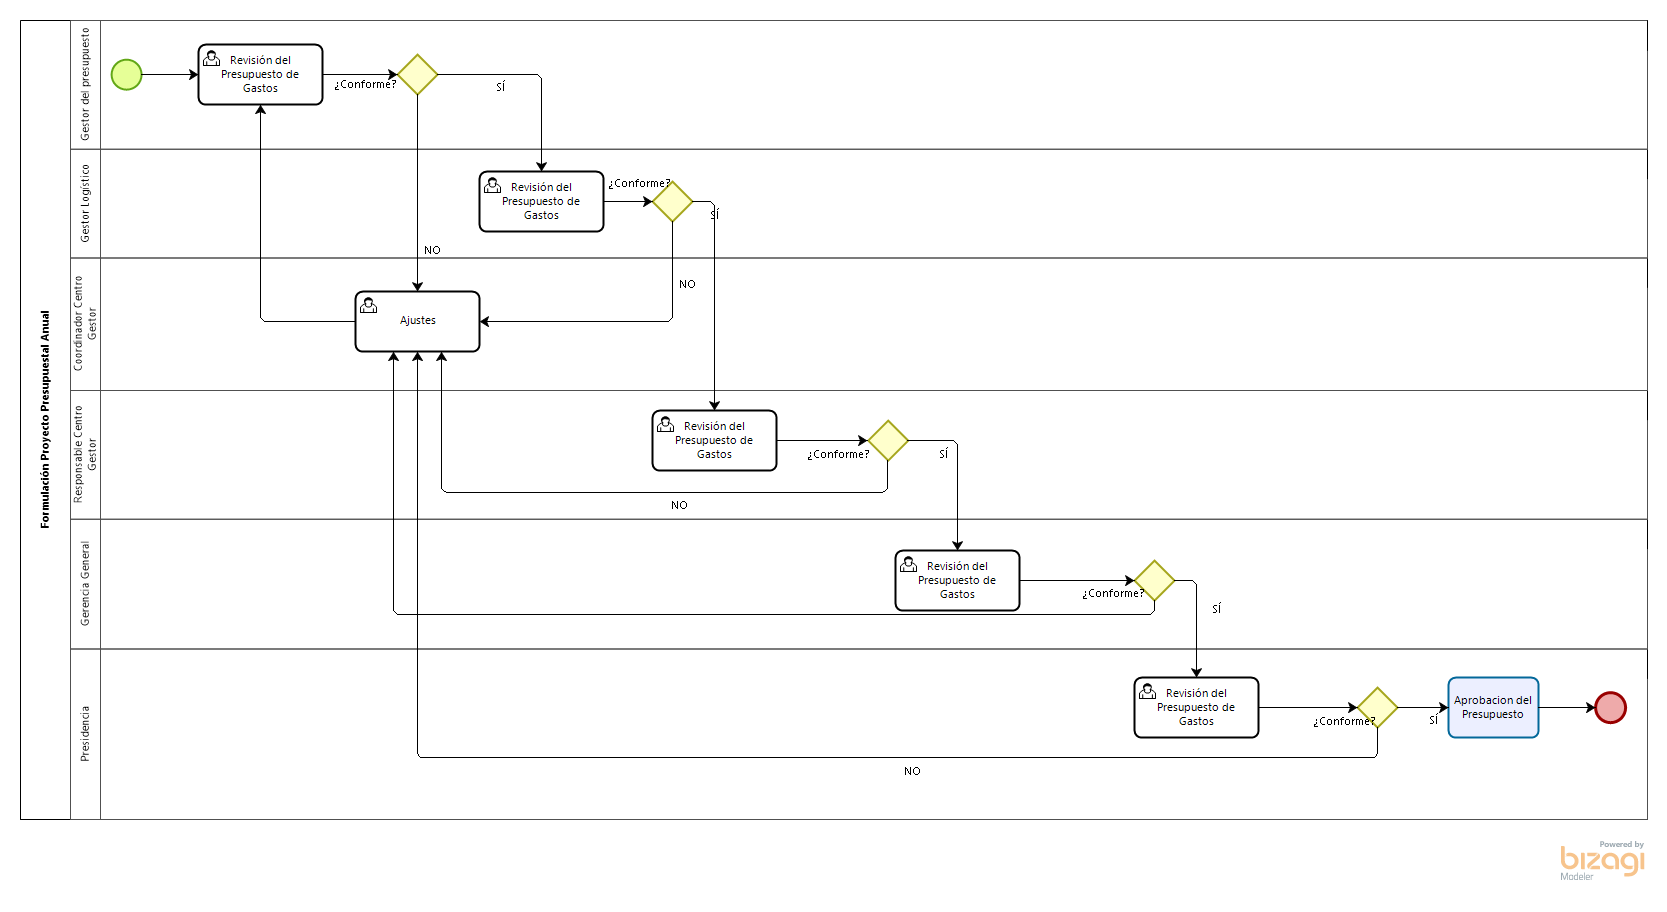 Formulación Proyecto Presupuestal Anual
Gestor del presupuesto
Revisión del
Presupuesto de
Gastos
¿Conforme?
SÍ
NO
Gestor Logístico
Revisión del
Presupuesto de
Gastos
¿Conforme?
SÍ
NO
Coordinador Centro
Gestor
Ajustes
Responsable Centro
Gestor
Revisión del
Presupuesto de
Gastos
¿Conforme?
SÍ
NO
Gerencia General
Revisión del
Presupuesto de
Gastos
¿Conforme?
SÍ
Presidencia
Revisión del
Presupuesto de
Gastos
¿Conforme?
SÍ
NO
Aprobacion del
Presupuesto
Powered by
bizagi
Modeler